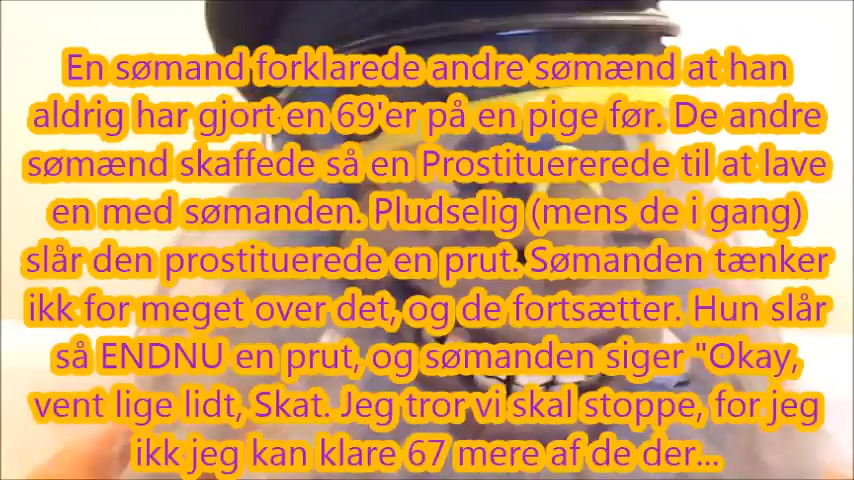 En sømand forklarede andre sømænd at han
aldrig har gjort en 69'er på en pige før. De andre
sømænd skaffede så en Prostituererede til at lave
en med sømanden. Pludselig (mens de i gang)
slår den prostituerede en prut. Sømanden tænker
ikk for meget over det, og de fortsætter. Hun slår
så ENDNU en prut, og sømanden siger "Okay,
vent lige lidt, Skat. Jeg tror vi skal stoppe, for jeg
ikk jeg kan klare 67 mere af de der...